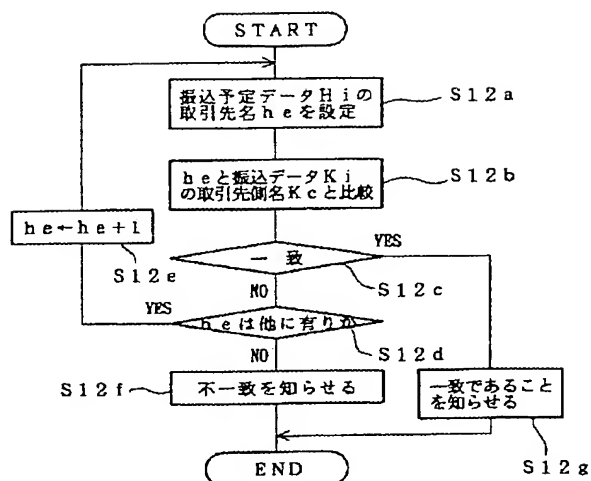 START
振込予定データHiの
取引先名heを設定
S12a
heと振込データKi
の取引先側名Kcと比較
S12b
he←he+1
S12e
一致
YES
S12c
NO
YES
heは他に有りか
S12d
NO
S12f
不一致を知らせる
一致であること
を知らせる
S12g
END